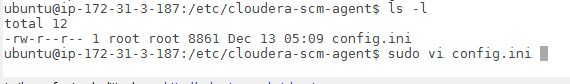 ubuntu@ip-172-31-3-187:/etc/cloudera-scm-agent$ ls -l
total 12
-rw-r--r-- 1 root root 8861 Dec 13 05:09 config.ini
ubuntu@ip-172-31-3-187:/etc/cloudera-scm-agent$ sudo vi config.ini